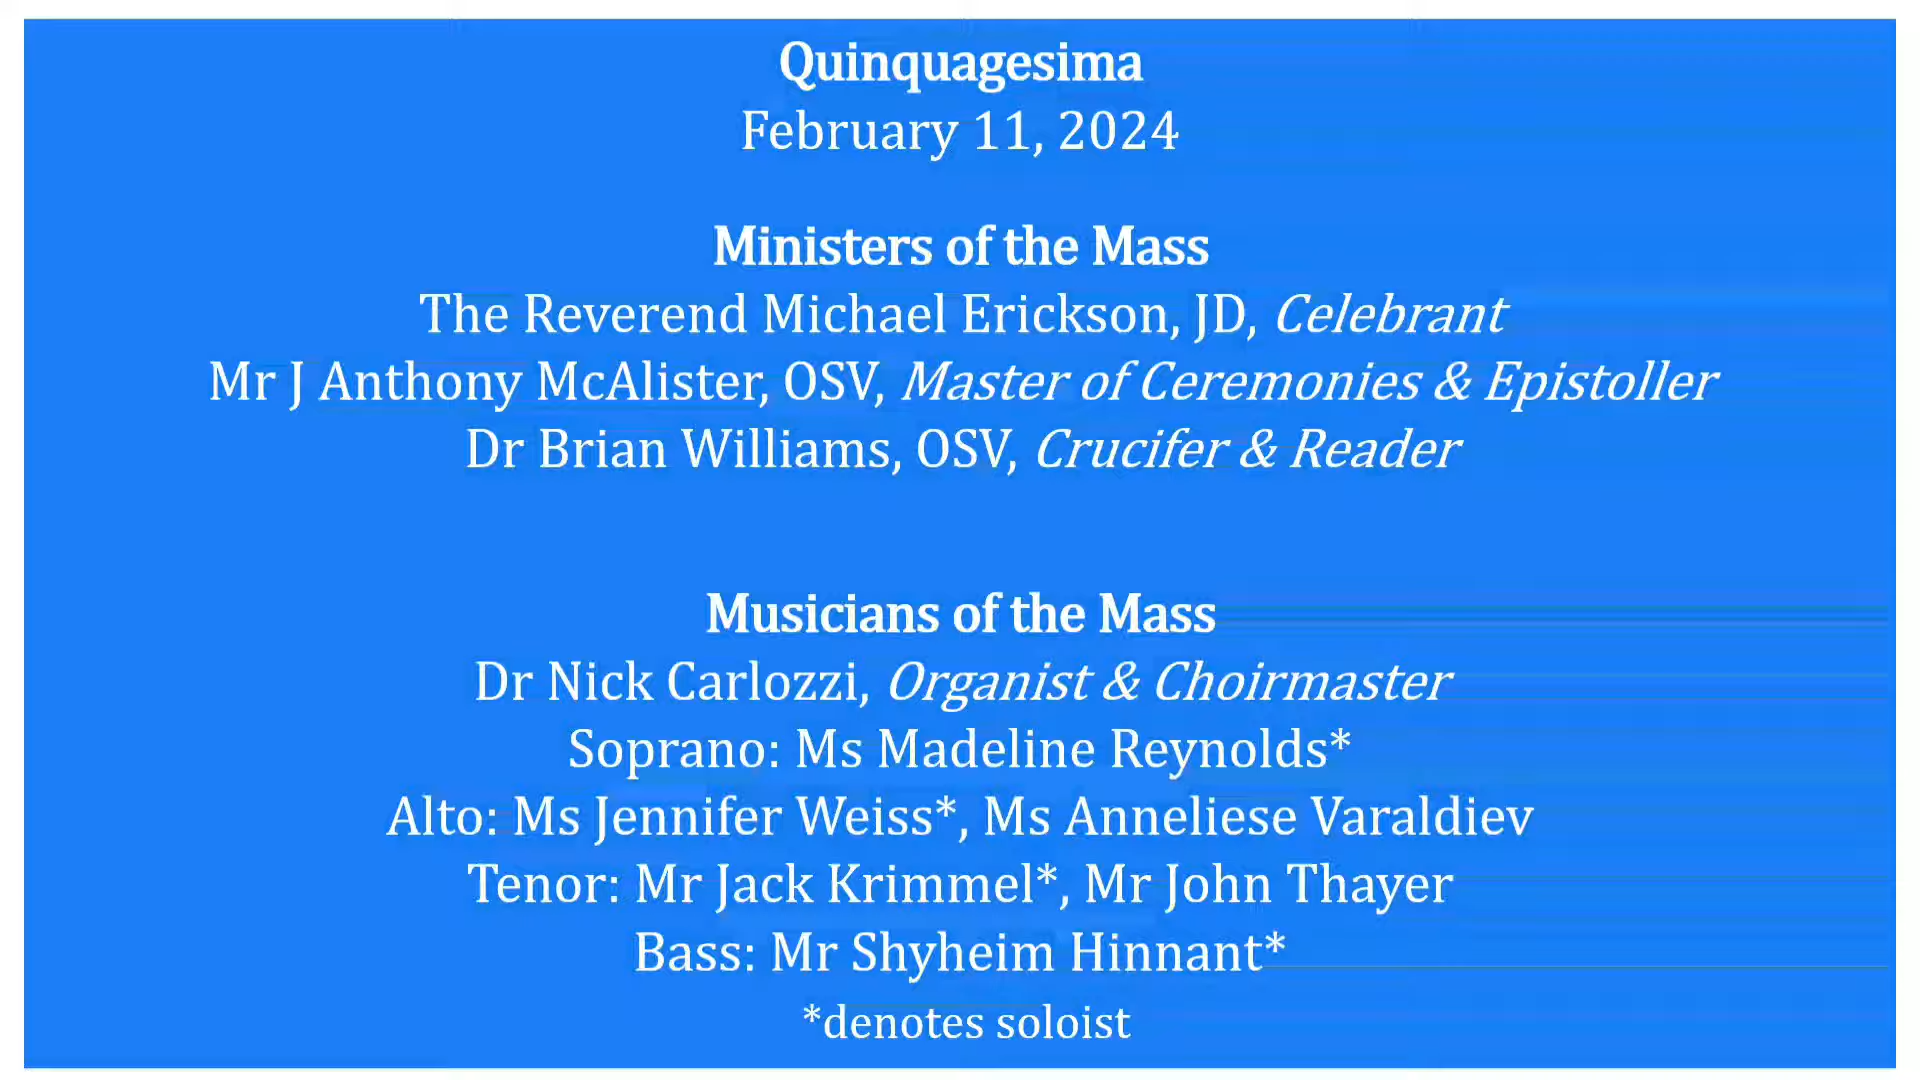 Quinquagesima
February 11, 2024
Ministers of the Mass
The Reverend Michael Erickson, JD, Celebrant
Mr J Anthony McAlister, OSV, Master of Ceremonies & Epistoller
Dr Brian Williams, OSV, Crucifer & Reader
Musicians of the Mass
Dr Nick Carlozzi, Organist & Choirmaster
Soprano: Ms Madeline Reynolds*
Alto: Ms Jennifer Weiss*, Ms Anneliese Varaldiev
Tenor: Mr Jack Krimmel*, Mr John Thayer
Bass: Mr Shyheim Hinnant*
*denotes soloist